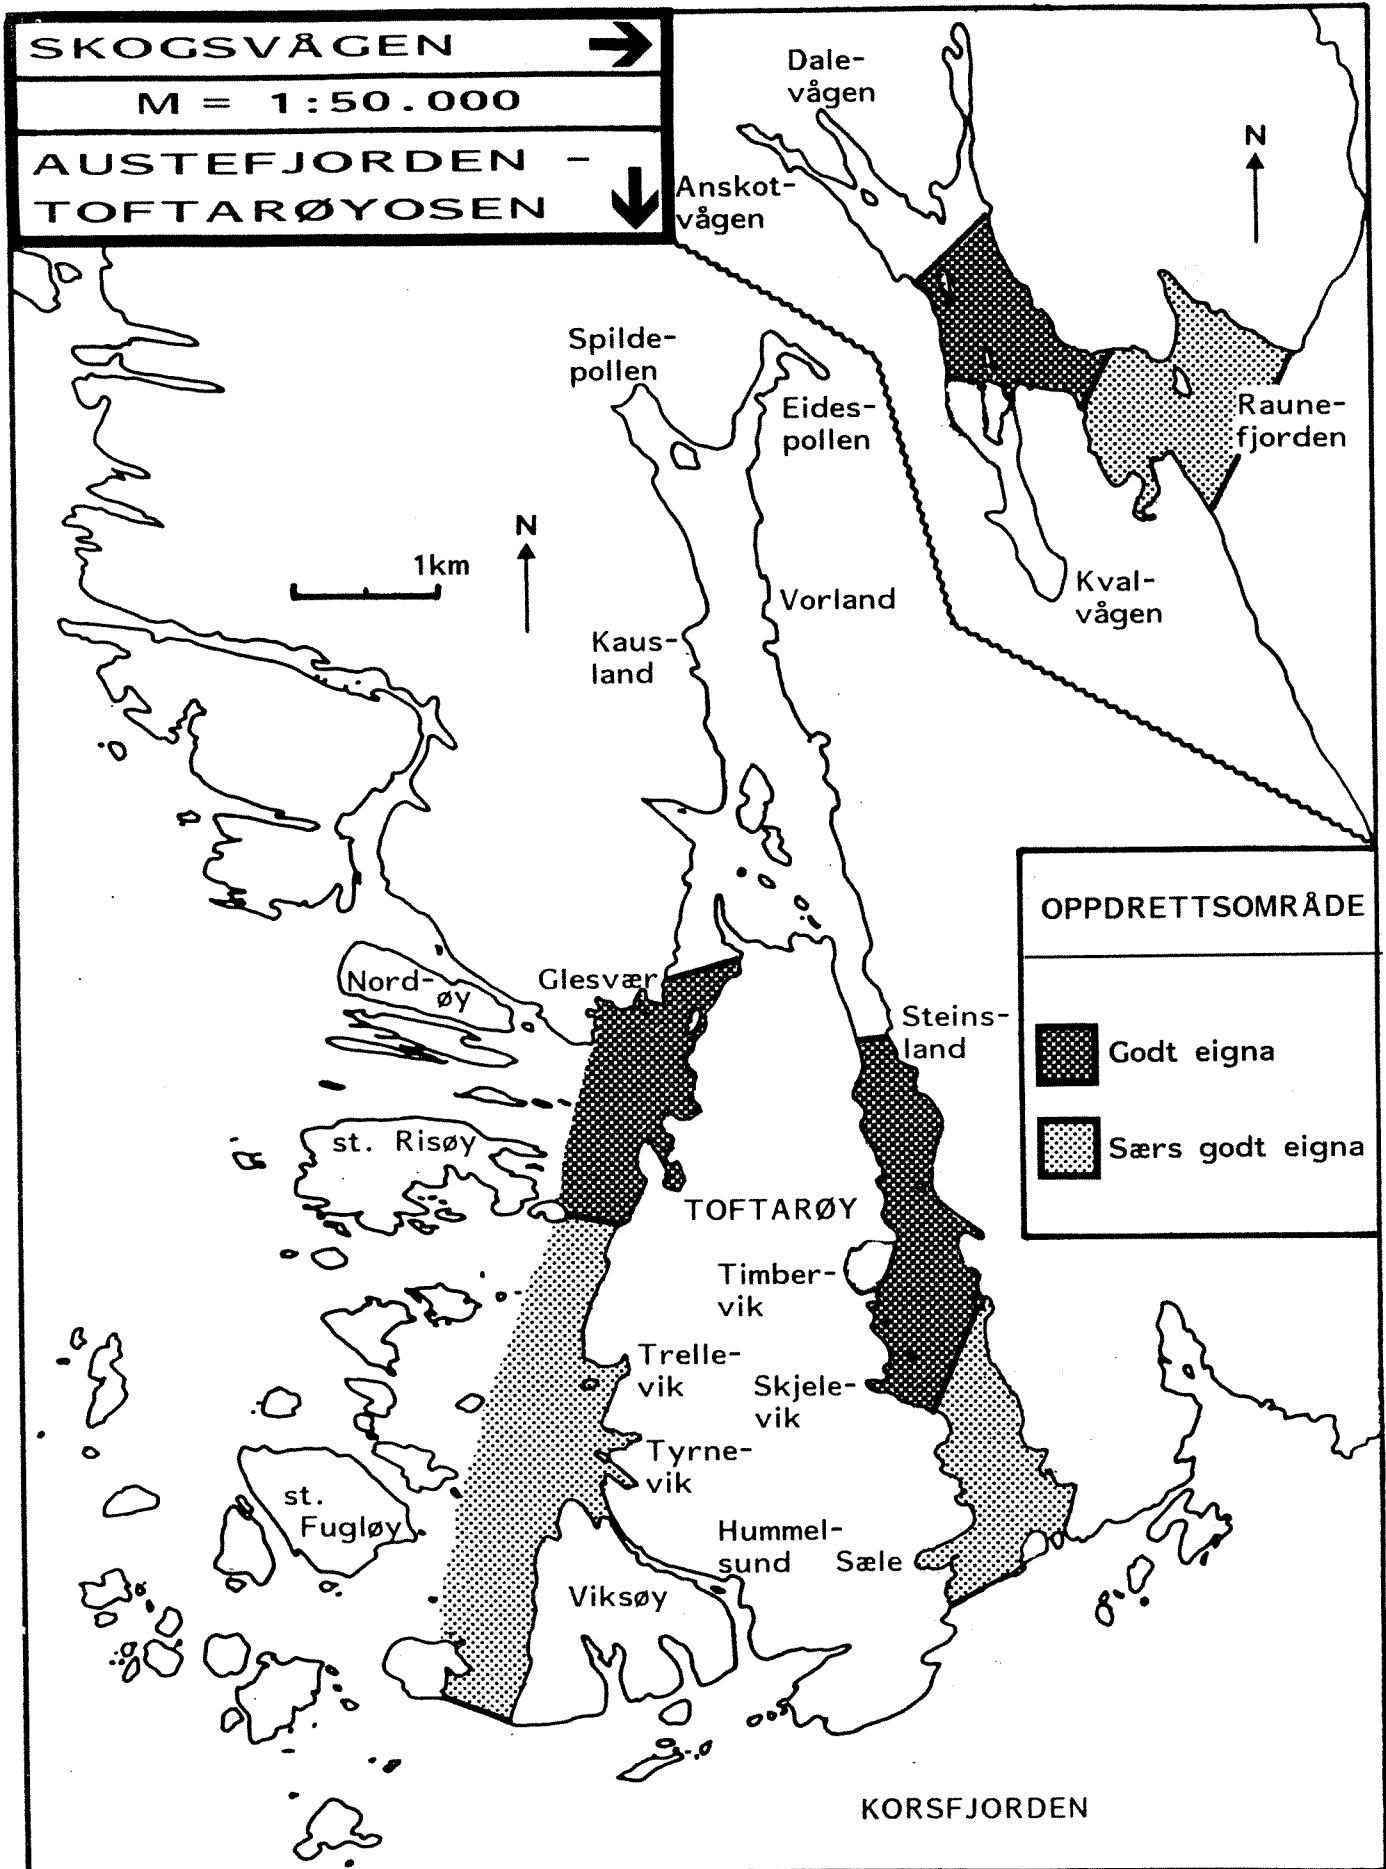 SKOGSVÅGEN
M = 1:50.000
AUSTEFJORDEN -
TOFTARØYOSEN
Dale-
vågen
N
Anskot-
vågen
Spilde-
pollen
Eides-
pollen
Raune-
fjorden
N
1km
Vorland
Kval-
vågen
Kaus-
land
OPPDRETTSOMRÅDE
Godt eigna
Særs godt eigna
Nord-
øy
Glesvær
Steins-
land
st. Risøy
TOFTARØY
Timber-
vik
Trelle-
vik
Skjele-
vik
Tyrne-
vik
st.
Fugløy
Hummel-
sund
Sæle
Viksøy
KORSFJORDEN